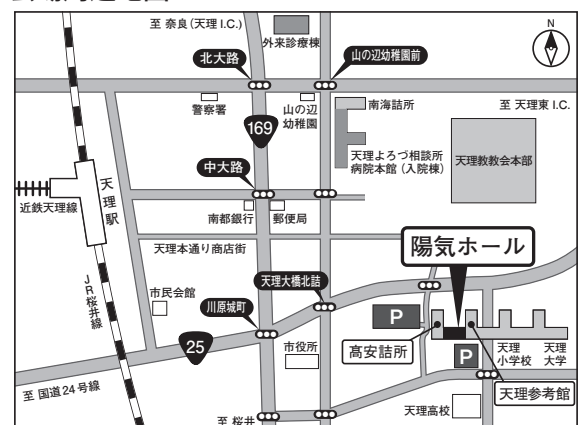 至 奈良(天理 I.C.)
外来診療棟
N
北大路
山の辺幼稚園前
警察署
山の辺
幼稚園
南海詰所
至 天理東 I.C.
169
天理よろづ相談所
病院本館(入院棟)
天理教教会本部
中大路
天理駅
近鉄天理線
南都銀行
郵便局
天理本通り商店街
陽気ホール
JR桜井線
市民会館
天理大橋北詰
川原城町
P
25
市役所
高安詰所
P
天理
小学校
天理
大学
天理参考館
至 国道24号線
天理高校
至 桜井